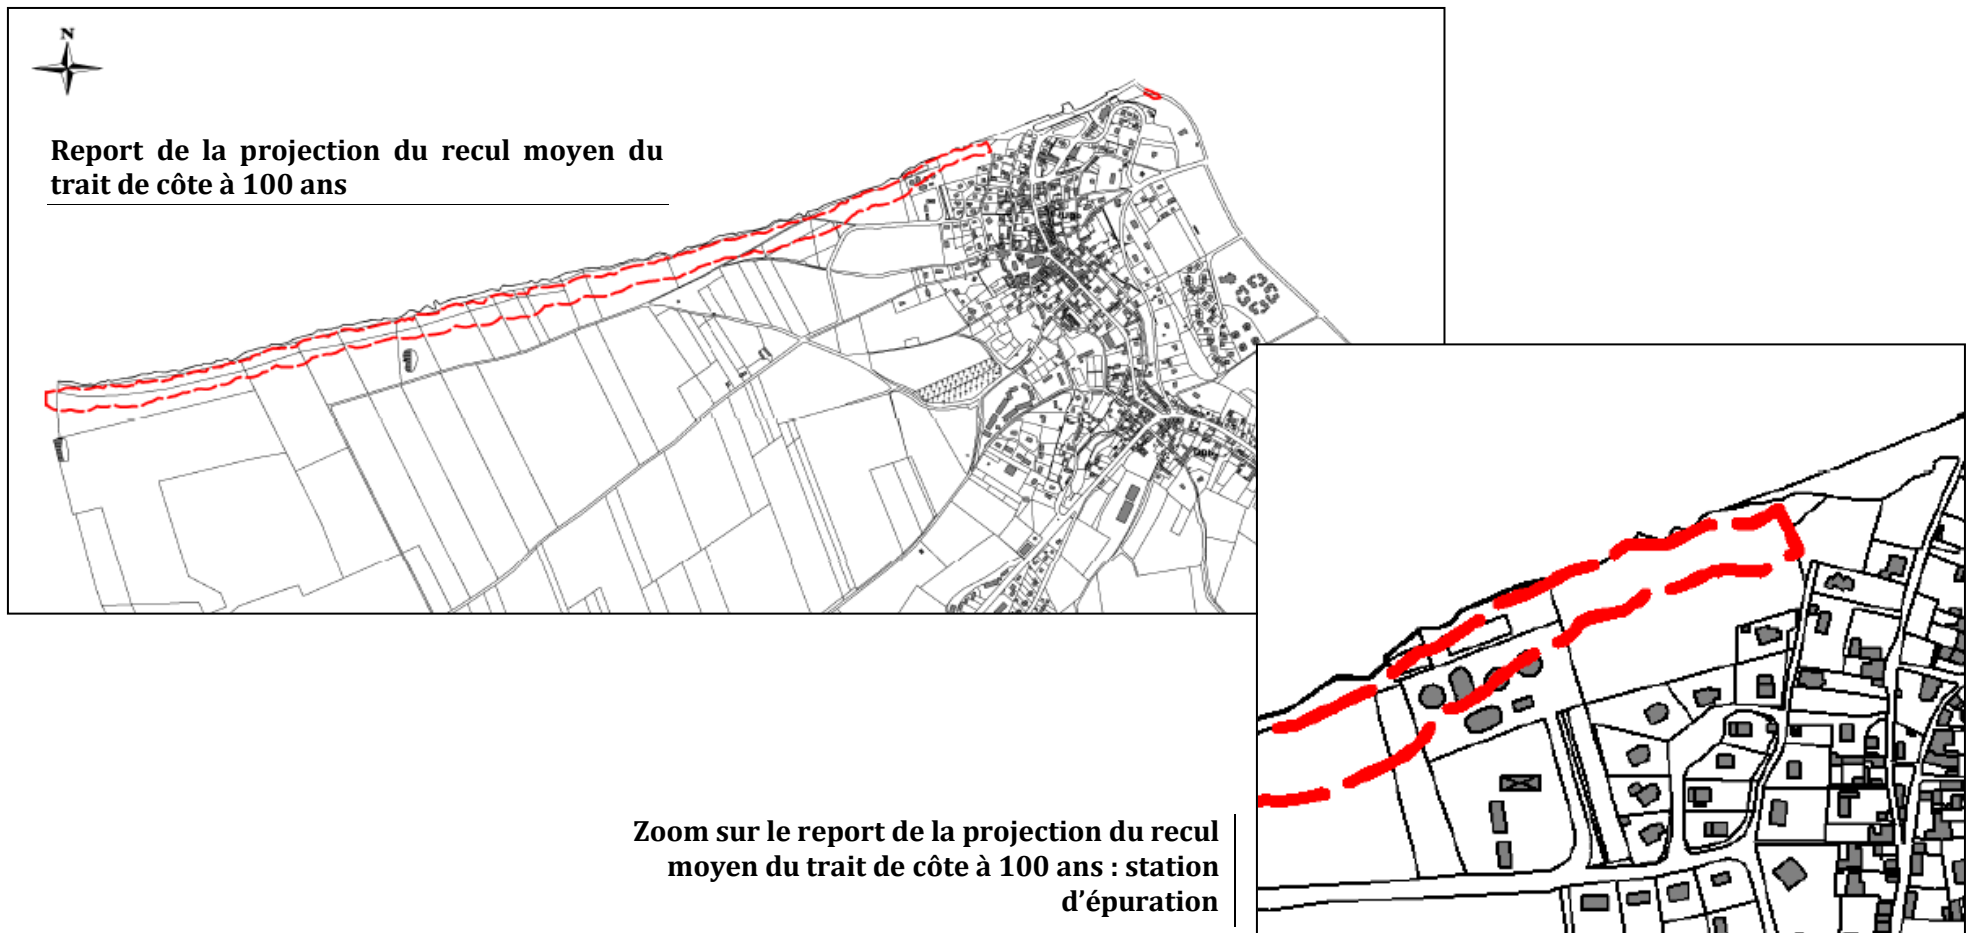 N
Report de la projection du recul moyen du
trait de côte à 100 ans
Zoom sur le report de la projection du recul
moyen du trait de côte à 100 ans : station
d'épuration